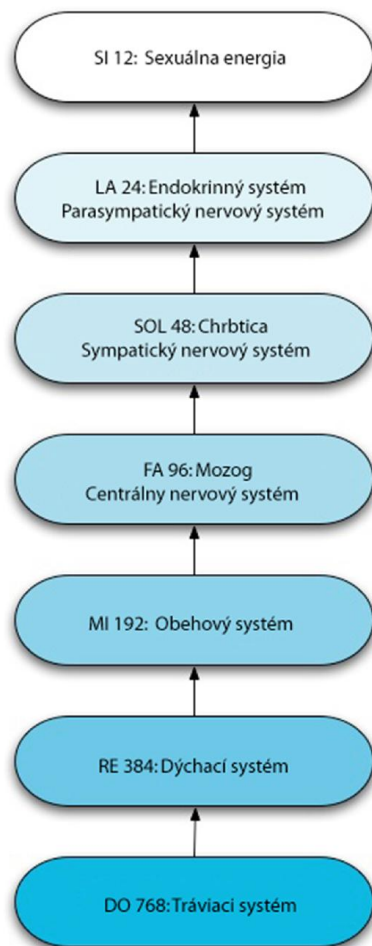 SI 12: Sexuálna energia
LA 24: Endokrinný systém
Parasympatický nervový systém
SOL 48: Chrbtica
Sympatický nervový systém
FA 96: Mozog
Centrálny nervový systém
MI 192: Obehový systém
RE 384: Dýchací systém
DO 768: Tráviaci systém